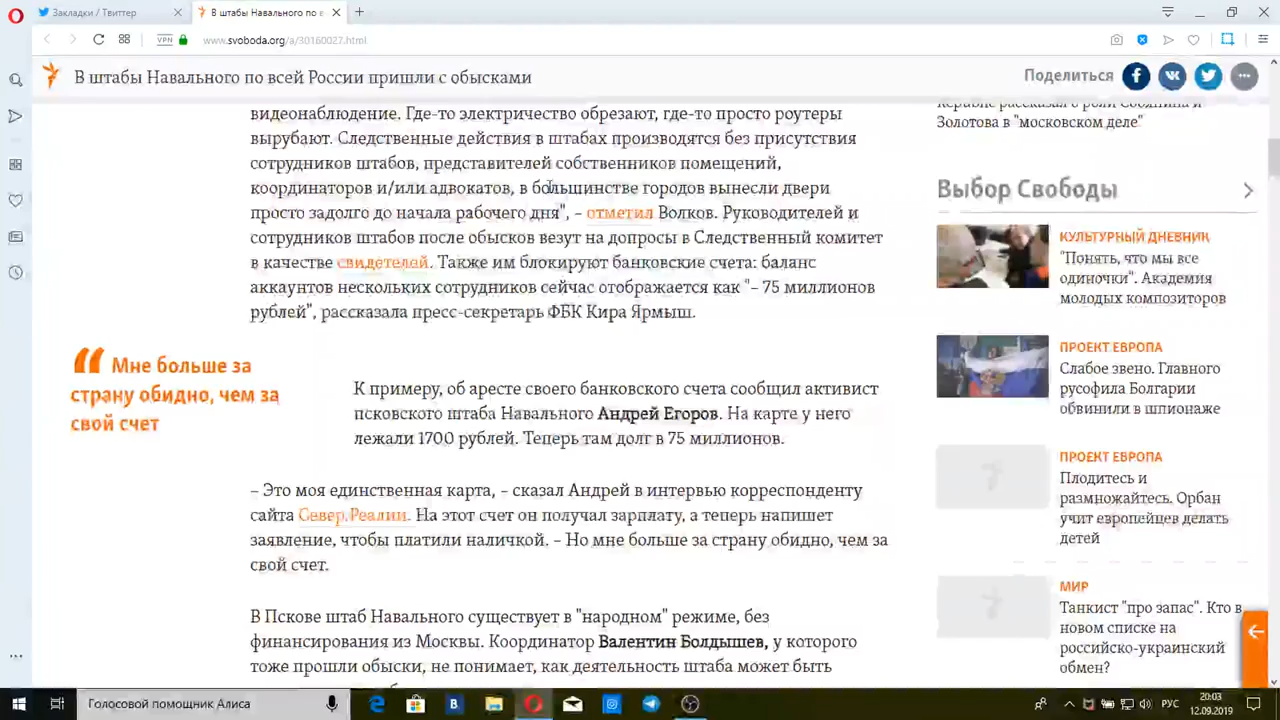 Закладки / Твиттер
В штабы Навального по в
VPN
www.svoboda.org/a/30160027.html
В штабы Навального по всей России пришли с обысками
Поделиться
видеонаблюдение. Где-то электричество обрезают, где-то просто роутеры
вырубают. Следственные действия в штабах производятся без присутствия
сотрудников штабов, представителей собственников помещений,
координаторов и/или адвокатов, в большинстве городов вынесли двери
просто задолго до начала рабочего дня", – отметил Волков. Руководителей и
сотрудников штабов после обысков везут на допросы в Следственный комитет
в качестве свидетелей. Также им блокируют банковские счета: баланс
аккаунтов нескольких сотрудников сейчас отображается как "– 75 миллионов
рублей", рассказала пресс-секретарь ФБК Кира Ярмыш.
Мне больше за
страну обидно, чем за
свой счет
К примеру, об аресте своего банковского счета сообщил активист
псковского штаба Навального Андрей Егоров. На карте у него
лежали 1700 рублей. Теперь там долг в 75 миллионов.
– Это моя единственная карта, – сказал Андрей в интервью корреспонденту
сайта Север.Реалии. На этот счет он получал зарплату, а теперь напишет
заявление, чтобы платили наличкой. – Но мне больше за страну обидно, чем за
свой счет.
В Пскове штаб Навального существует в "народном" режиме, без
финансирования из Москвы. Координатор Валентин Болдышев, у которого
тоже прошли обыски, не понимает, как деятельность штаба может быть
рассказал о роли Собянина и
Золотова в "московском деле"
Выбор Свободы
КУЛЬТУРНЫЙ ДНЕВНИК
"Понять, что мы все
одиночки". Академия
молодых композиторов
ПРОЕКТ ЕВРОПА
Слабое звено. Главного
русофила Болгарии
обвинили в шпионаже
ПРОЕКТ ЕВРОПА
Плодитесь и
размножайтесь. Орбан
учит европейцев делать
детей
МИР
Танкист "про запас". Кто в
новом списке на
российско-украинский
обмен?
Голосовой помощник Алиса
РУС
20:03
12.09.2019